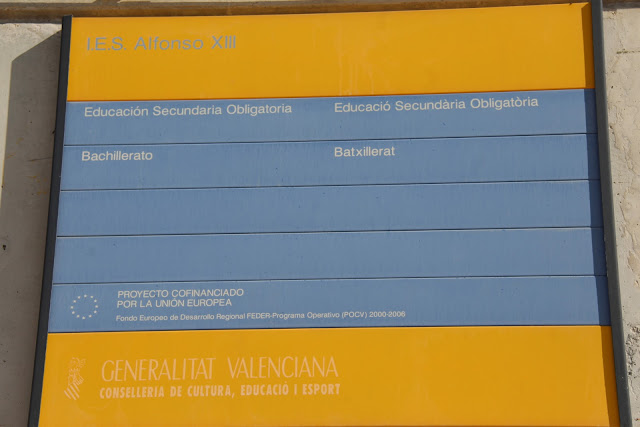 I.E.S. Alfonso XIII
Educación Secundaria Obligatoria Educació Secundària Obligatòria
Bachillerato Batxillerat
PROYECTO COFINANCIADO
POR LA UNIÓN EUROPEA
Fondo Europeo de Desarrollo Regional FEDER-Programa Operativo (POCV) 2000-2006
GENERALITAT VALENCIANA
CONSELLERIA DE CULTURA, EDUCACIÓ I ESPORT